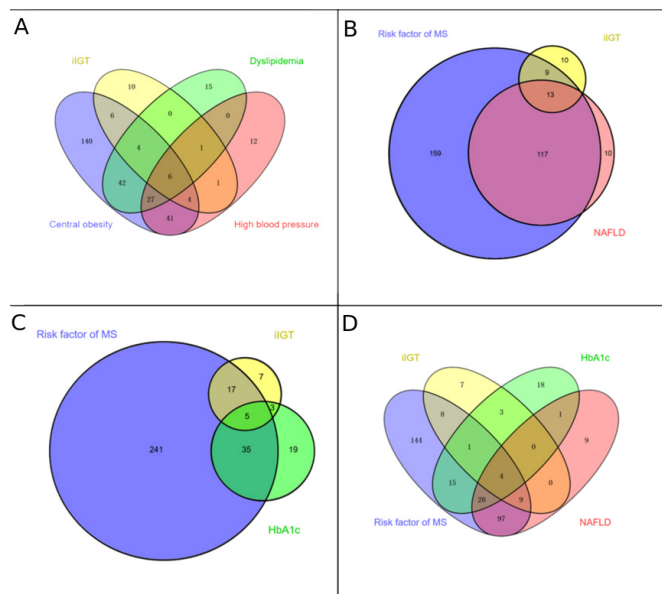 A
iIGT
Dyslipidemia
10
15
6
0
0
140
4
1
12
6
42
27
4
1
41
Central obesity
High blood pressure
B
Risk factor of MS
iIGT
10
9
13
159
117
10
NAFLD
C
Risk factor of MS
iIGT
7
17
3
5
241
35
19
HbA1c
D
HbA1c
iIGT
7
18
8
3
1
144
1
0
9
4
15
20
9
0
97
Risk factor of MS
NAFLD